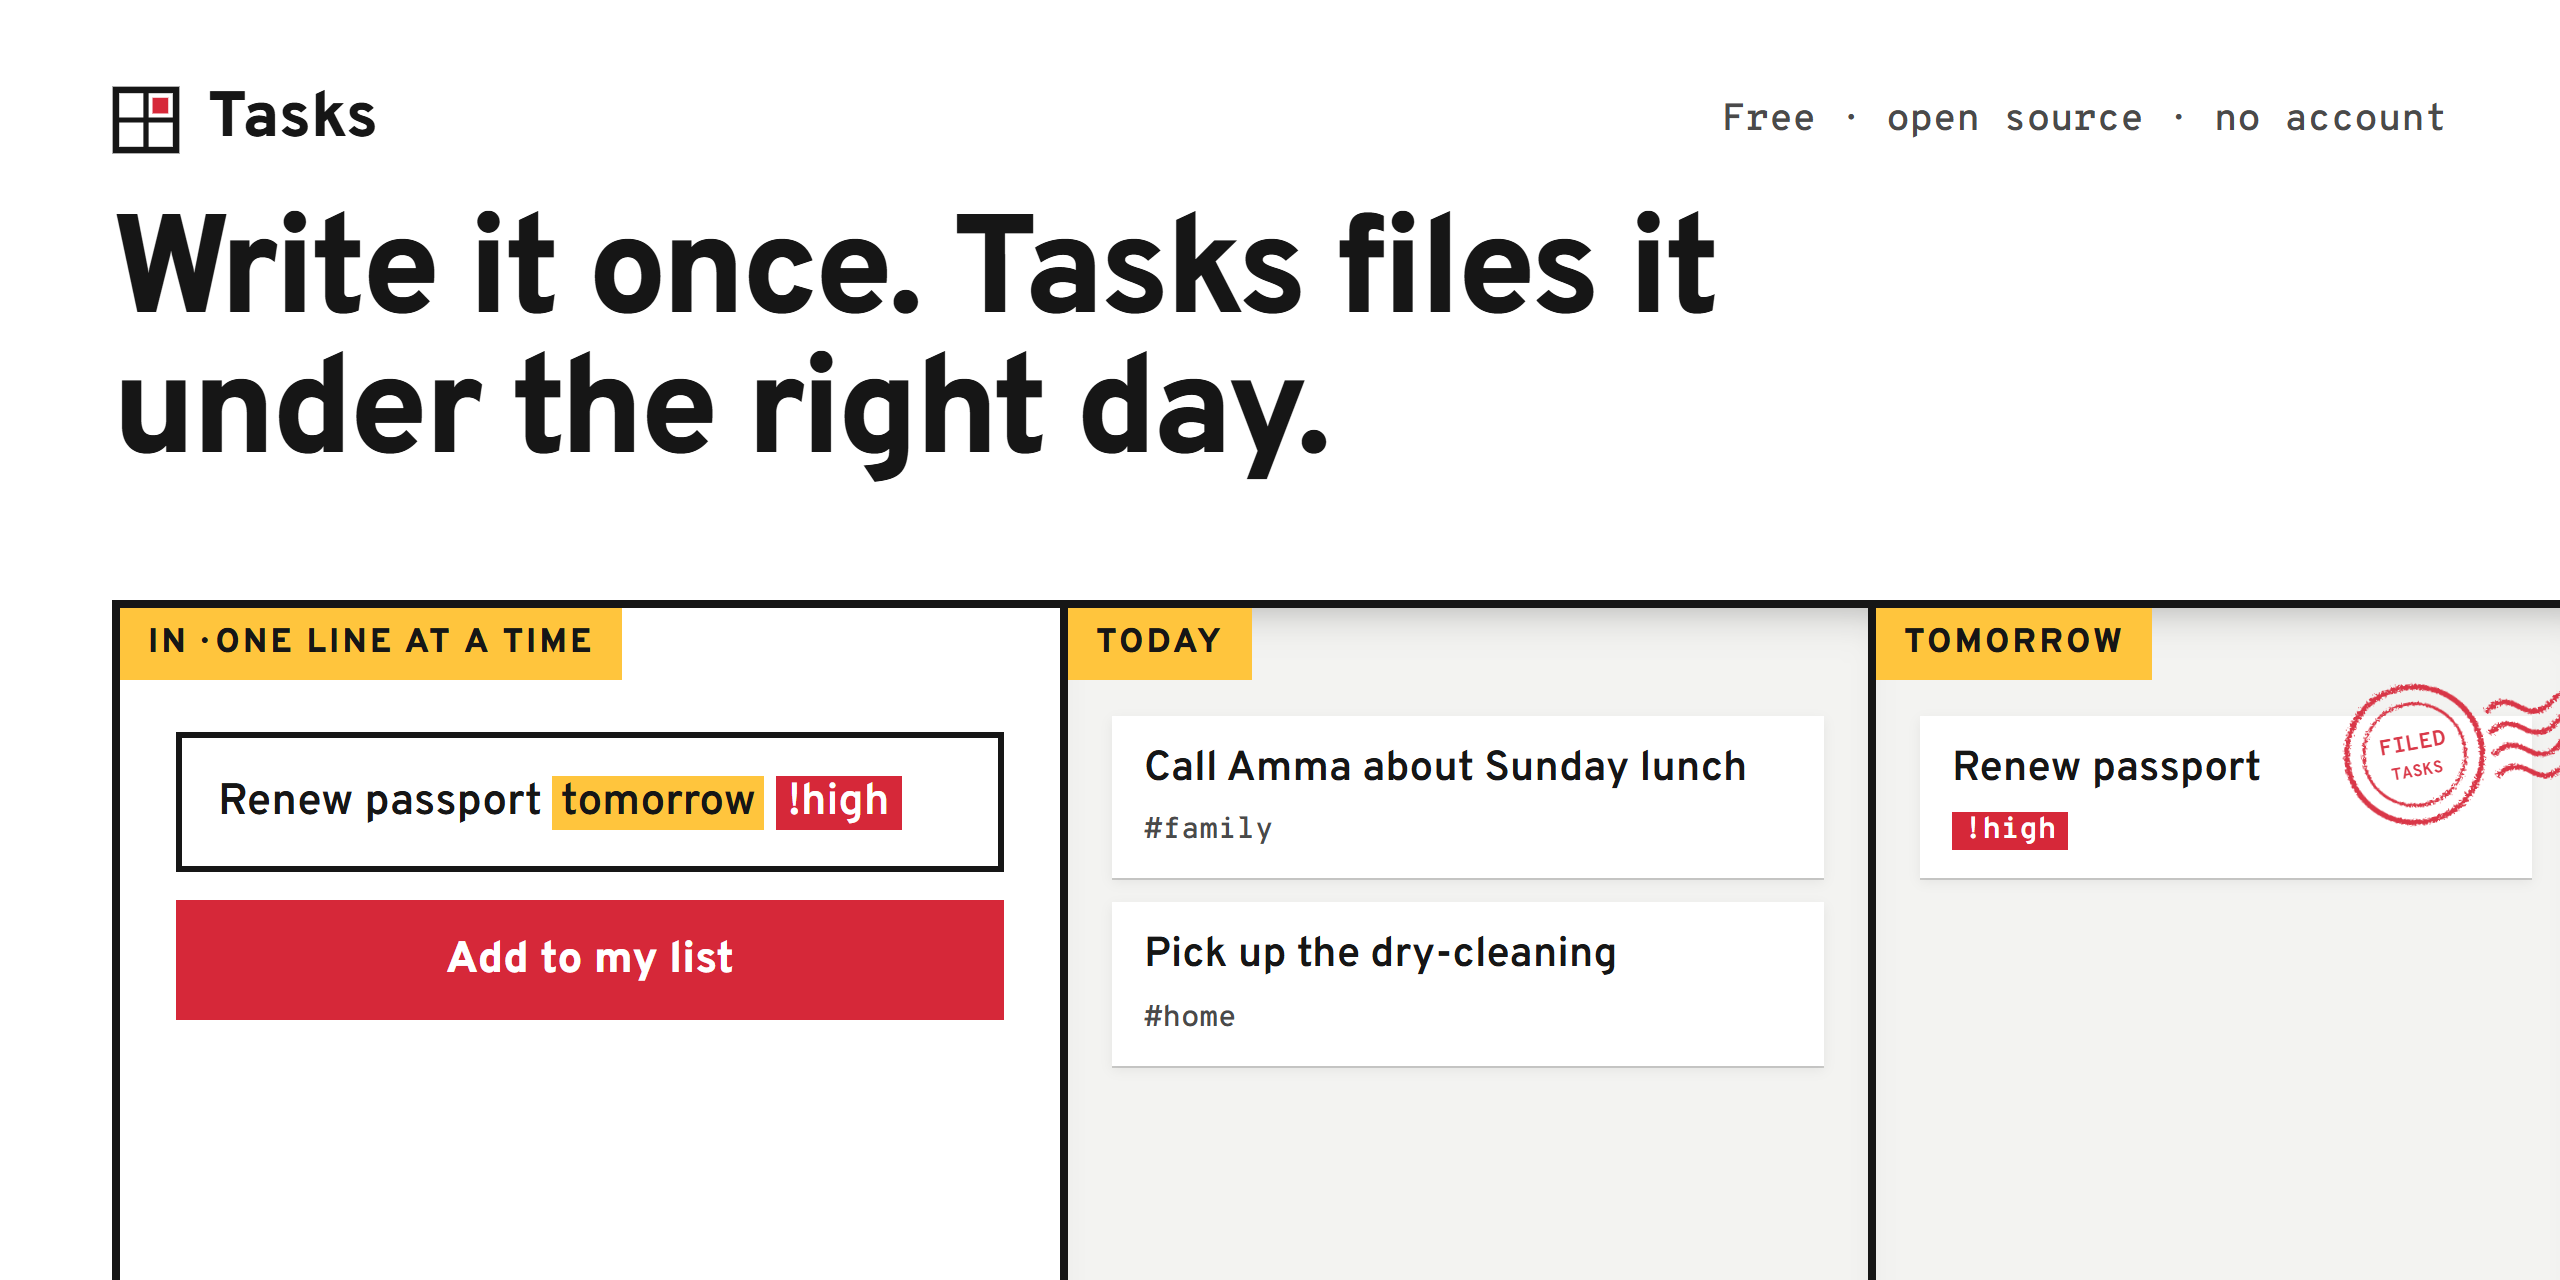 Tasks
Free · open source · no account
Write it once. Tasks files it
under the right day.
IN ·ONE LINE AT A TIME
Renew passport tomorrow !high
Add to my list
TODAY
Call Amma about Sunday lunch
#family
Pick up the dry-cleaning
#home
TOMORROW
Renew passport
!high
FILED
TASKS